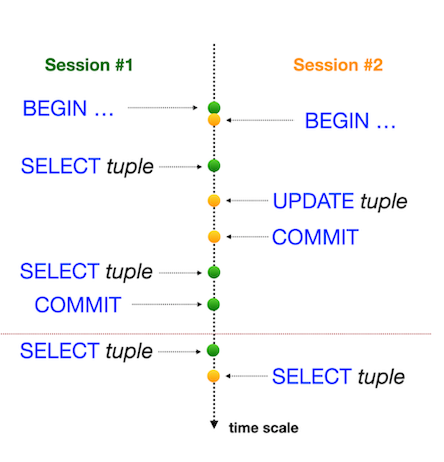 Session #1
Session #2
BEGIN …
BEGIN …
SELECT tuple
UPDATE tuple
COMMIT
SELECT tuple
COMMIT
SELECT tuple
SELECT tuple
time scale